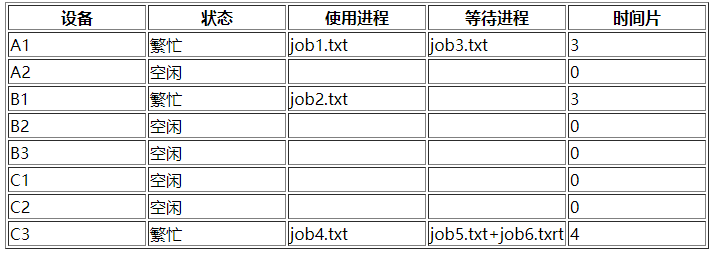 设备 状态 使用进程 等待进程 时间片
A1 繁忙 job1.txt job3.txt 3
A2 空闲 0
B1 繁忙 job2.txt 3
B2 空闲 0
B3 空闲 0
C1 空闲 0
C2 空闲 0
C3 繁忙 job4.txt job5.txt+job6.txrt 4